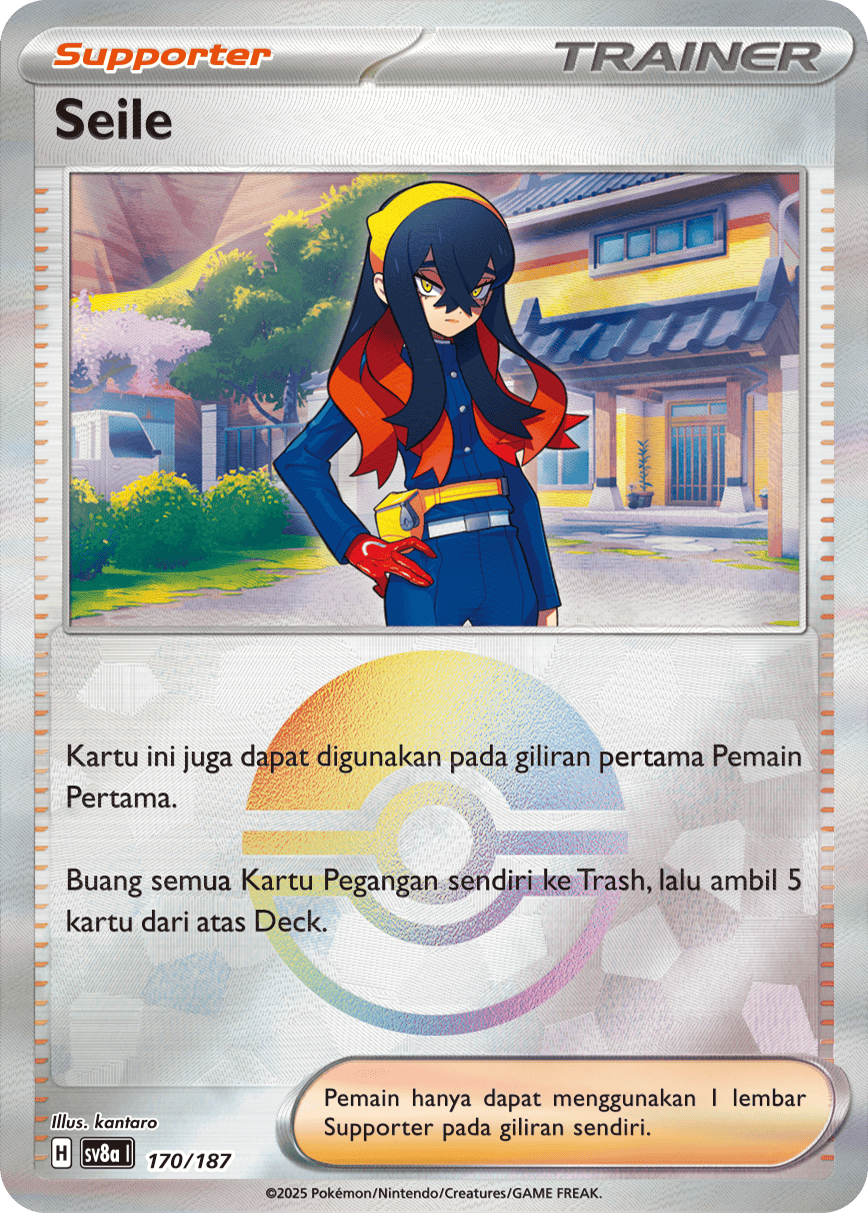 Supporter
TRAINER
Seile
Kartu ini juga dapat digunakan pada giliran pertama Pemain
Pertama.
Buang semua Kartu Pegangan sendiri ke Trash, lalu ambil 5
kartu dari atas Deck.
Pemain hanya dapat menggunakan 1 lembar
Supporter pada giliran sendiri.
Illus. kantaro
H sv8a I 170/187
©2025 Pokémon/Nintendo/Creatures/GAME FREAK.